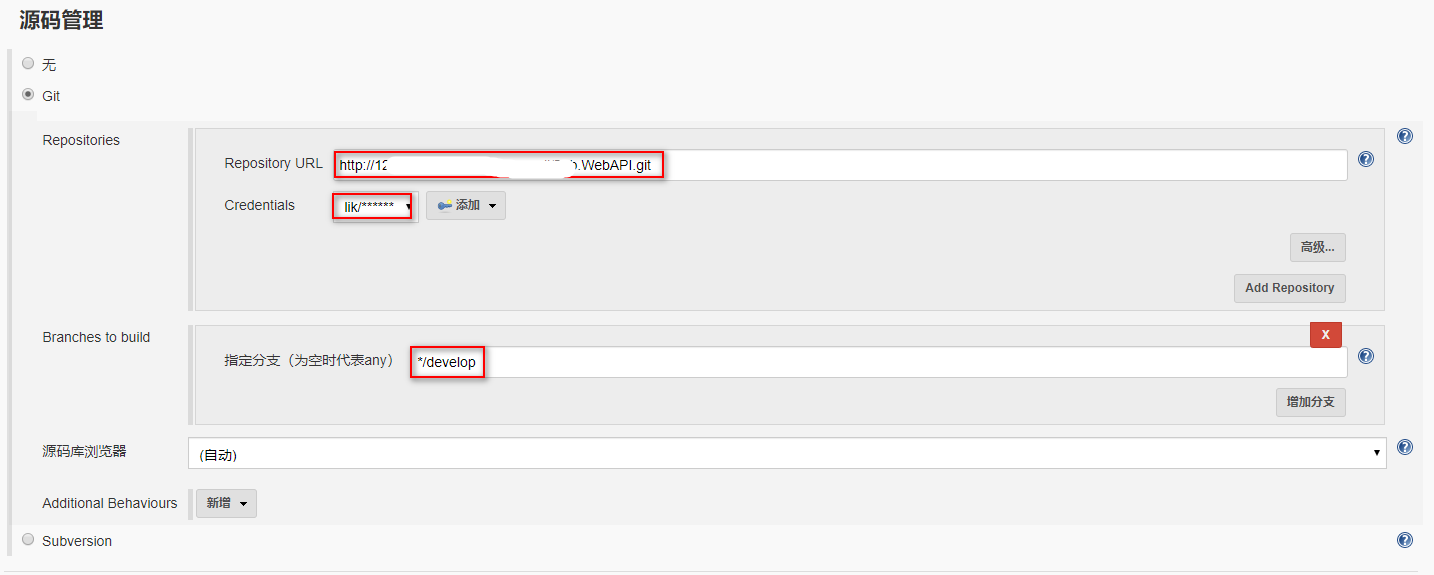 源码管理
无
Git
Repositories
Repository URL
http://12 b.WebAPI.git
Credentials
lik/******
添加
高级...
Add Repository
Branches to build
X
指定分支（为空时代表any）
*/develop
增加分支
源码库浏览器
(自动)
Additional Behaviours
新增
Subversion